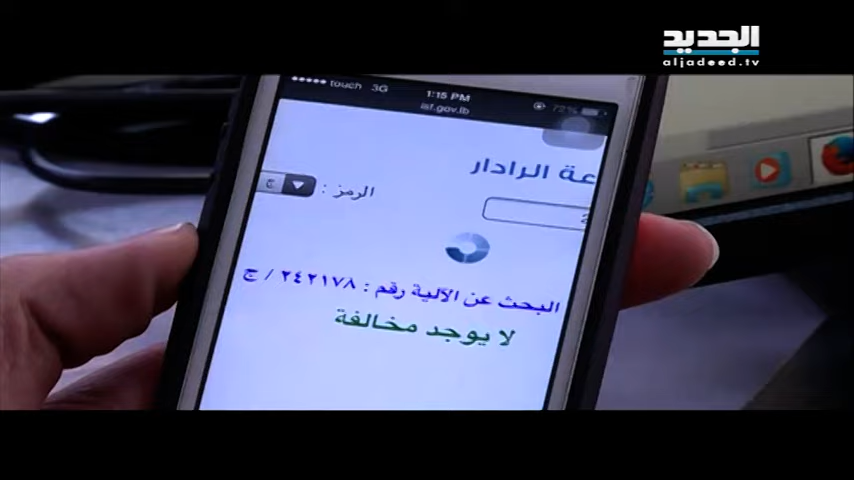 الجديد
aljadeed.tv
touch 3G 1:15 PM 72%
isf.gov.lb
عة الرادار
الرمز : ج
البحث عن الآلية رقم : ٢٤٢١٧٨ / ج
لا يوجد مخالفة